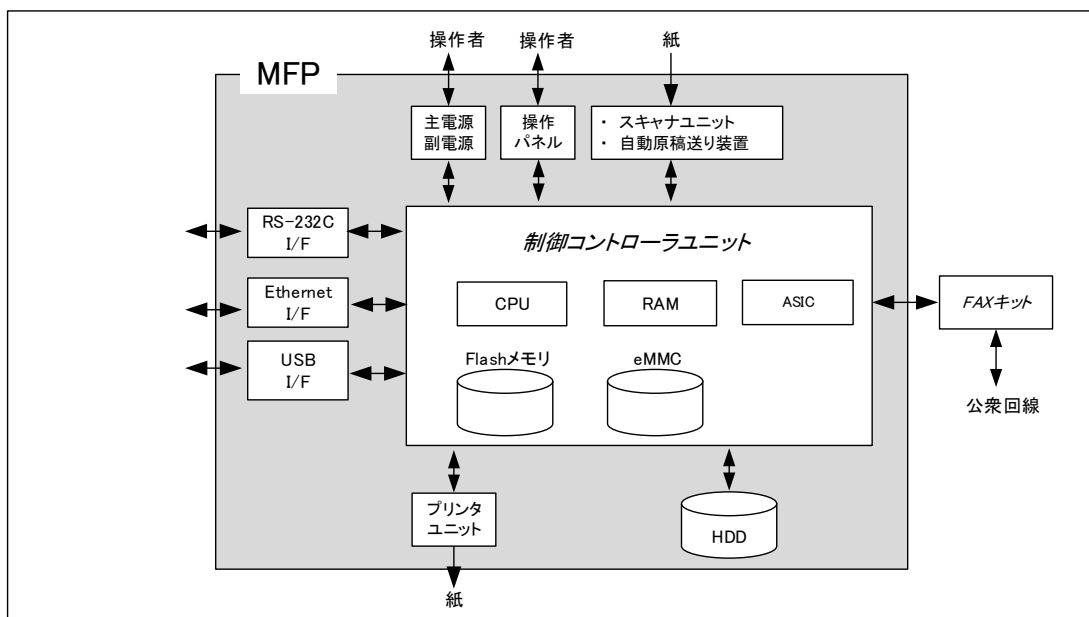 操作者
操作者
紙
MFP
主電源
副電源
操作
パネル
・ スキャナユニット
・ 自動原稿送り装置
RS-232C
I/F
制御コントローラユニット
Ethernet
I/F
CPU
RAM
ASIC
FAXキット
USB
I/F
Flashメモリ
eMMC
公衆回線
プリンタ
ユニット
HDD
紙